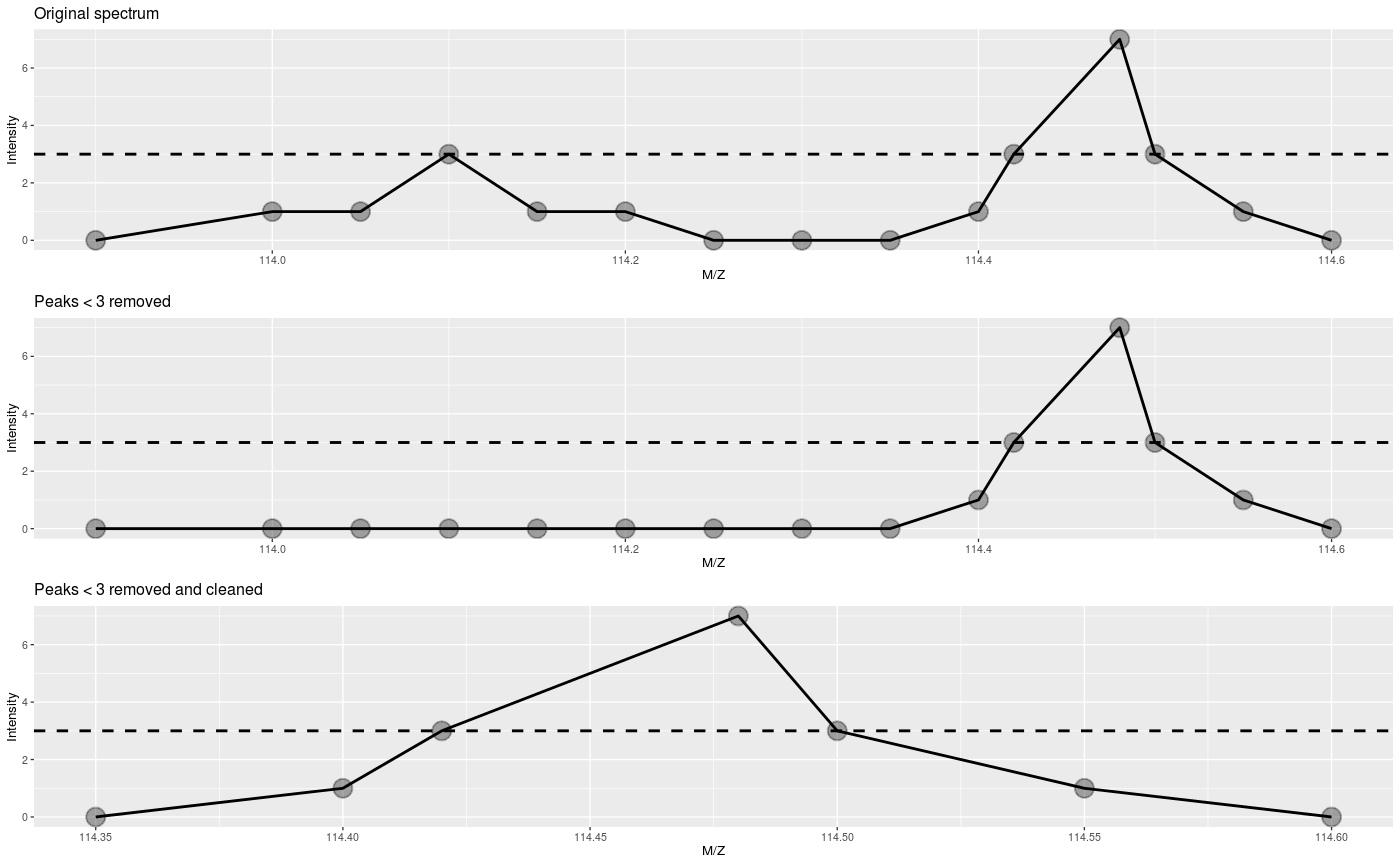 Original spectrum
Intensity
6
4
2
0
114.0 114.2 114.4 114.6
M/Z
Peaks < 3 removed
Intensity
6
4
2
0
114.0 114.2 114.4 114.6
M/Z
Peaks < 3 removed and cleaned
Intensity
6
4
2
0
114.35 114.40 114.45 114.50 114.55 114.60
M/Z